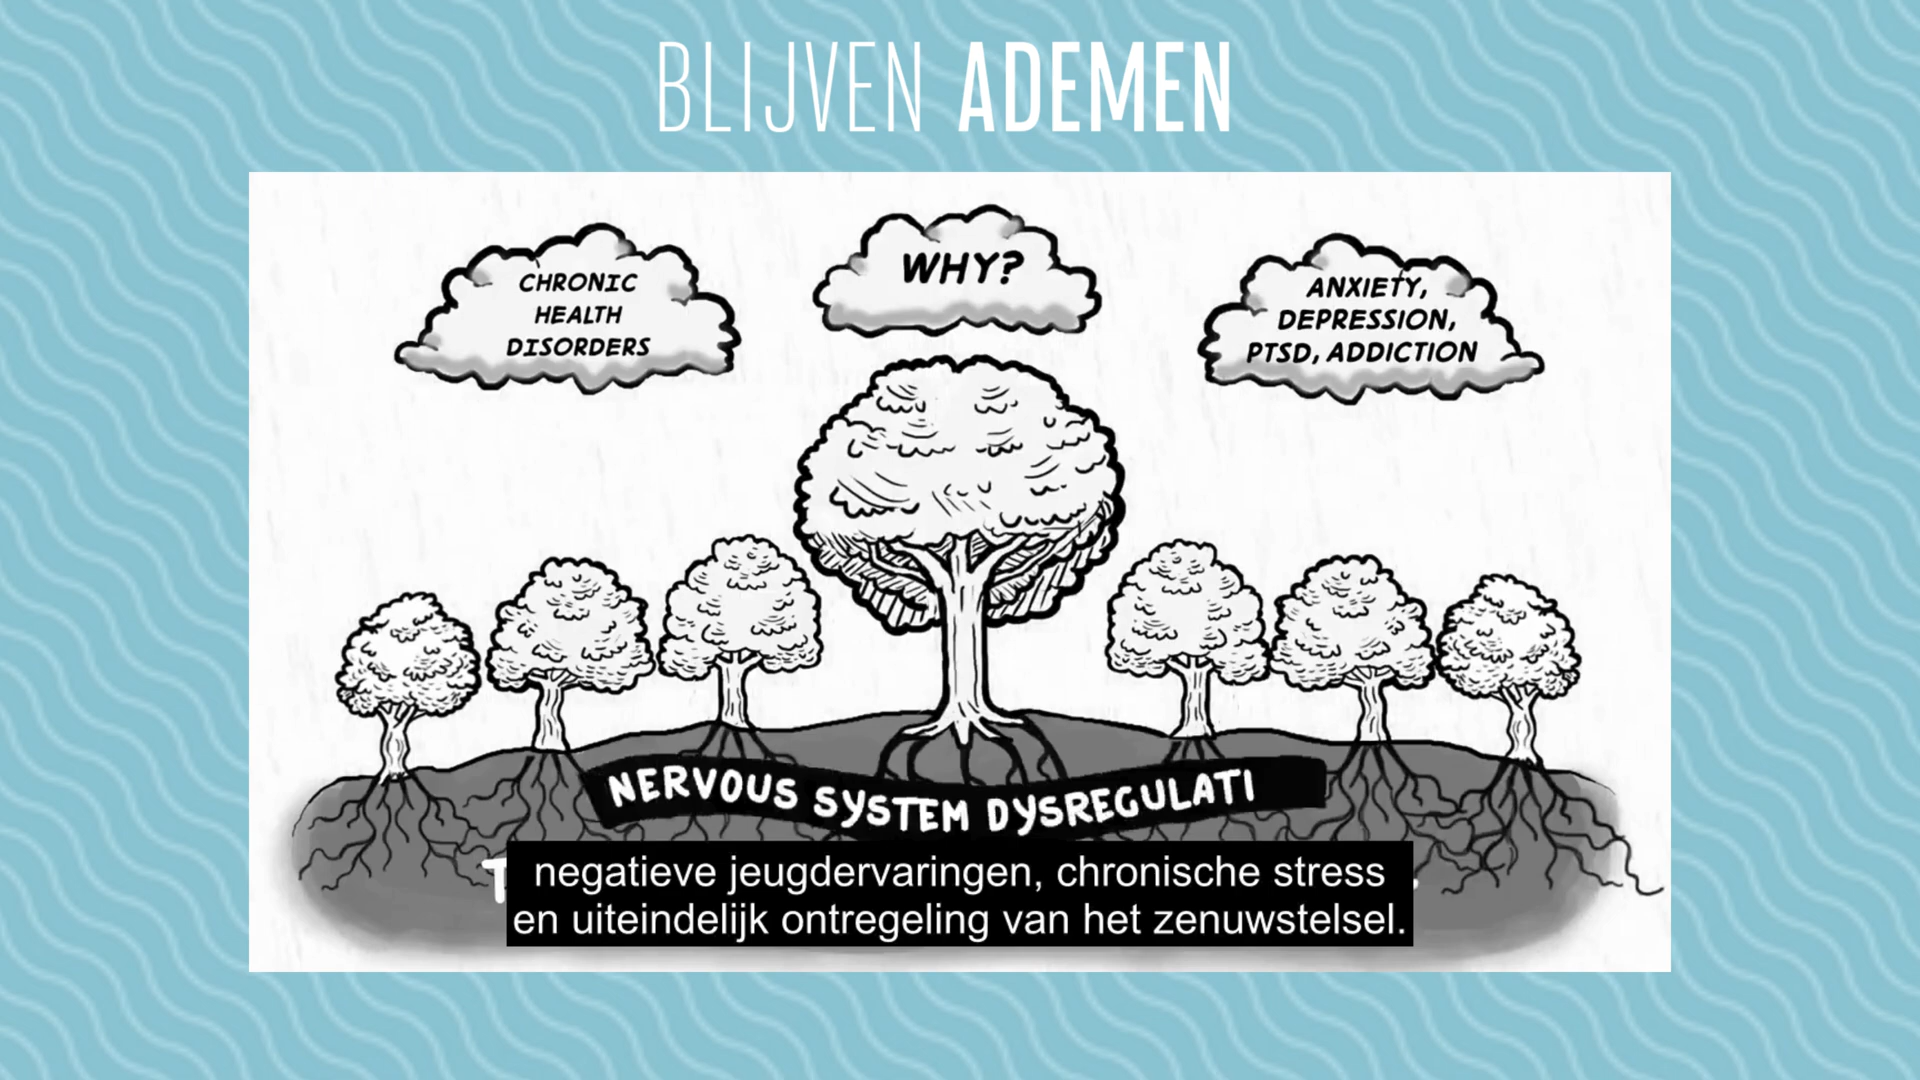 BLIJVEN ADEMEN
CHRONIC
HEALTH
DISORDERS
WHY?
ANXIETY,
DEPRESSION,
PTSD, ADDICTION
NERVOUS SYSTEM DYSREGULATI
negatieve jeugdervaringen, chronische stress
en uiteindelijk ontregeling van het zenuwstelsel.